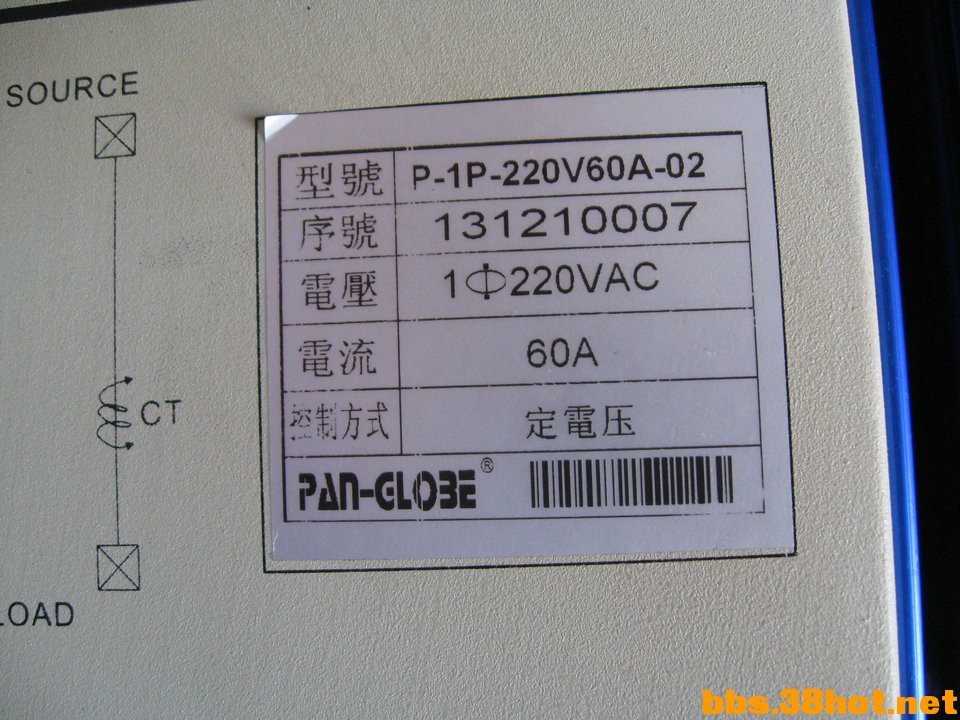 SOURCE
CT
LOAD
型號 P-1P-220V60A-02
序號 131210007
電壓 1Φ220VAC
電流 60A
控制方式 定電压
PAN-GLOBE®
bbs.38hot.net